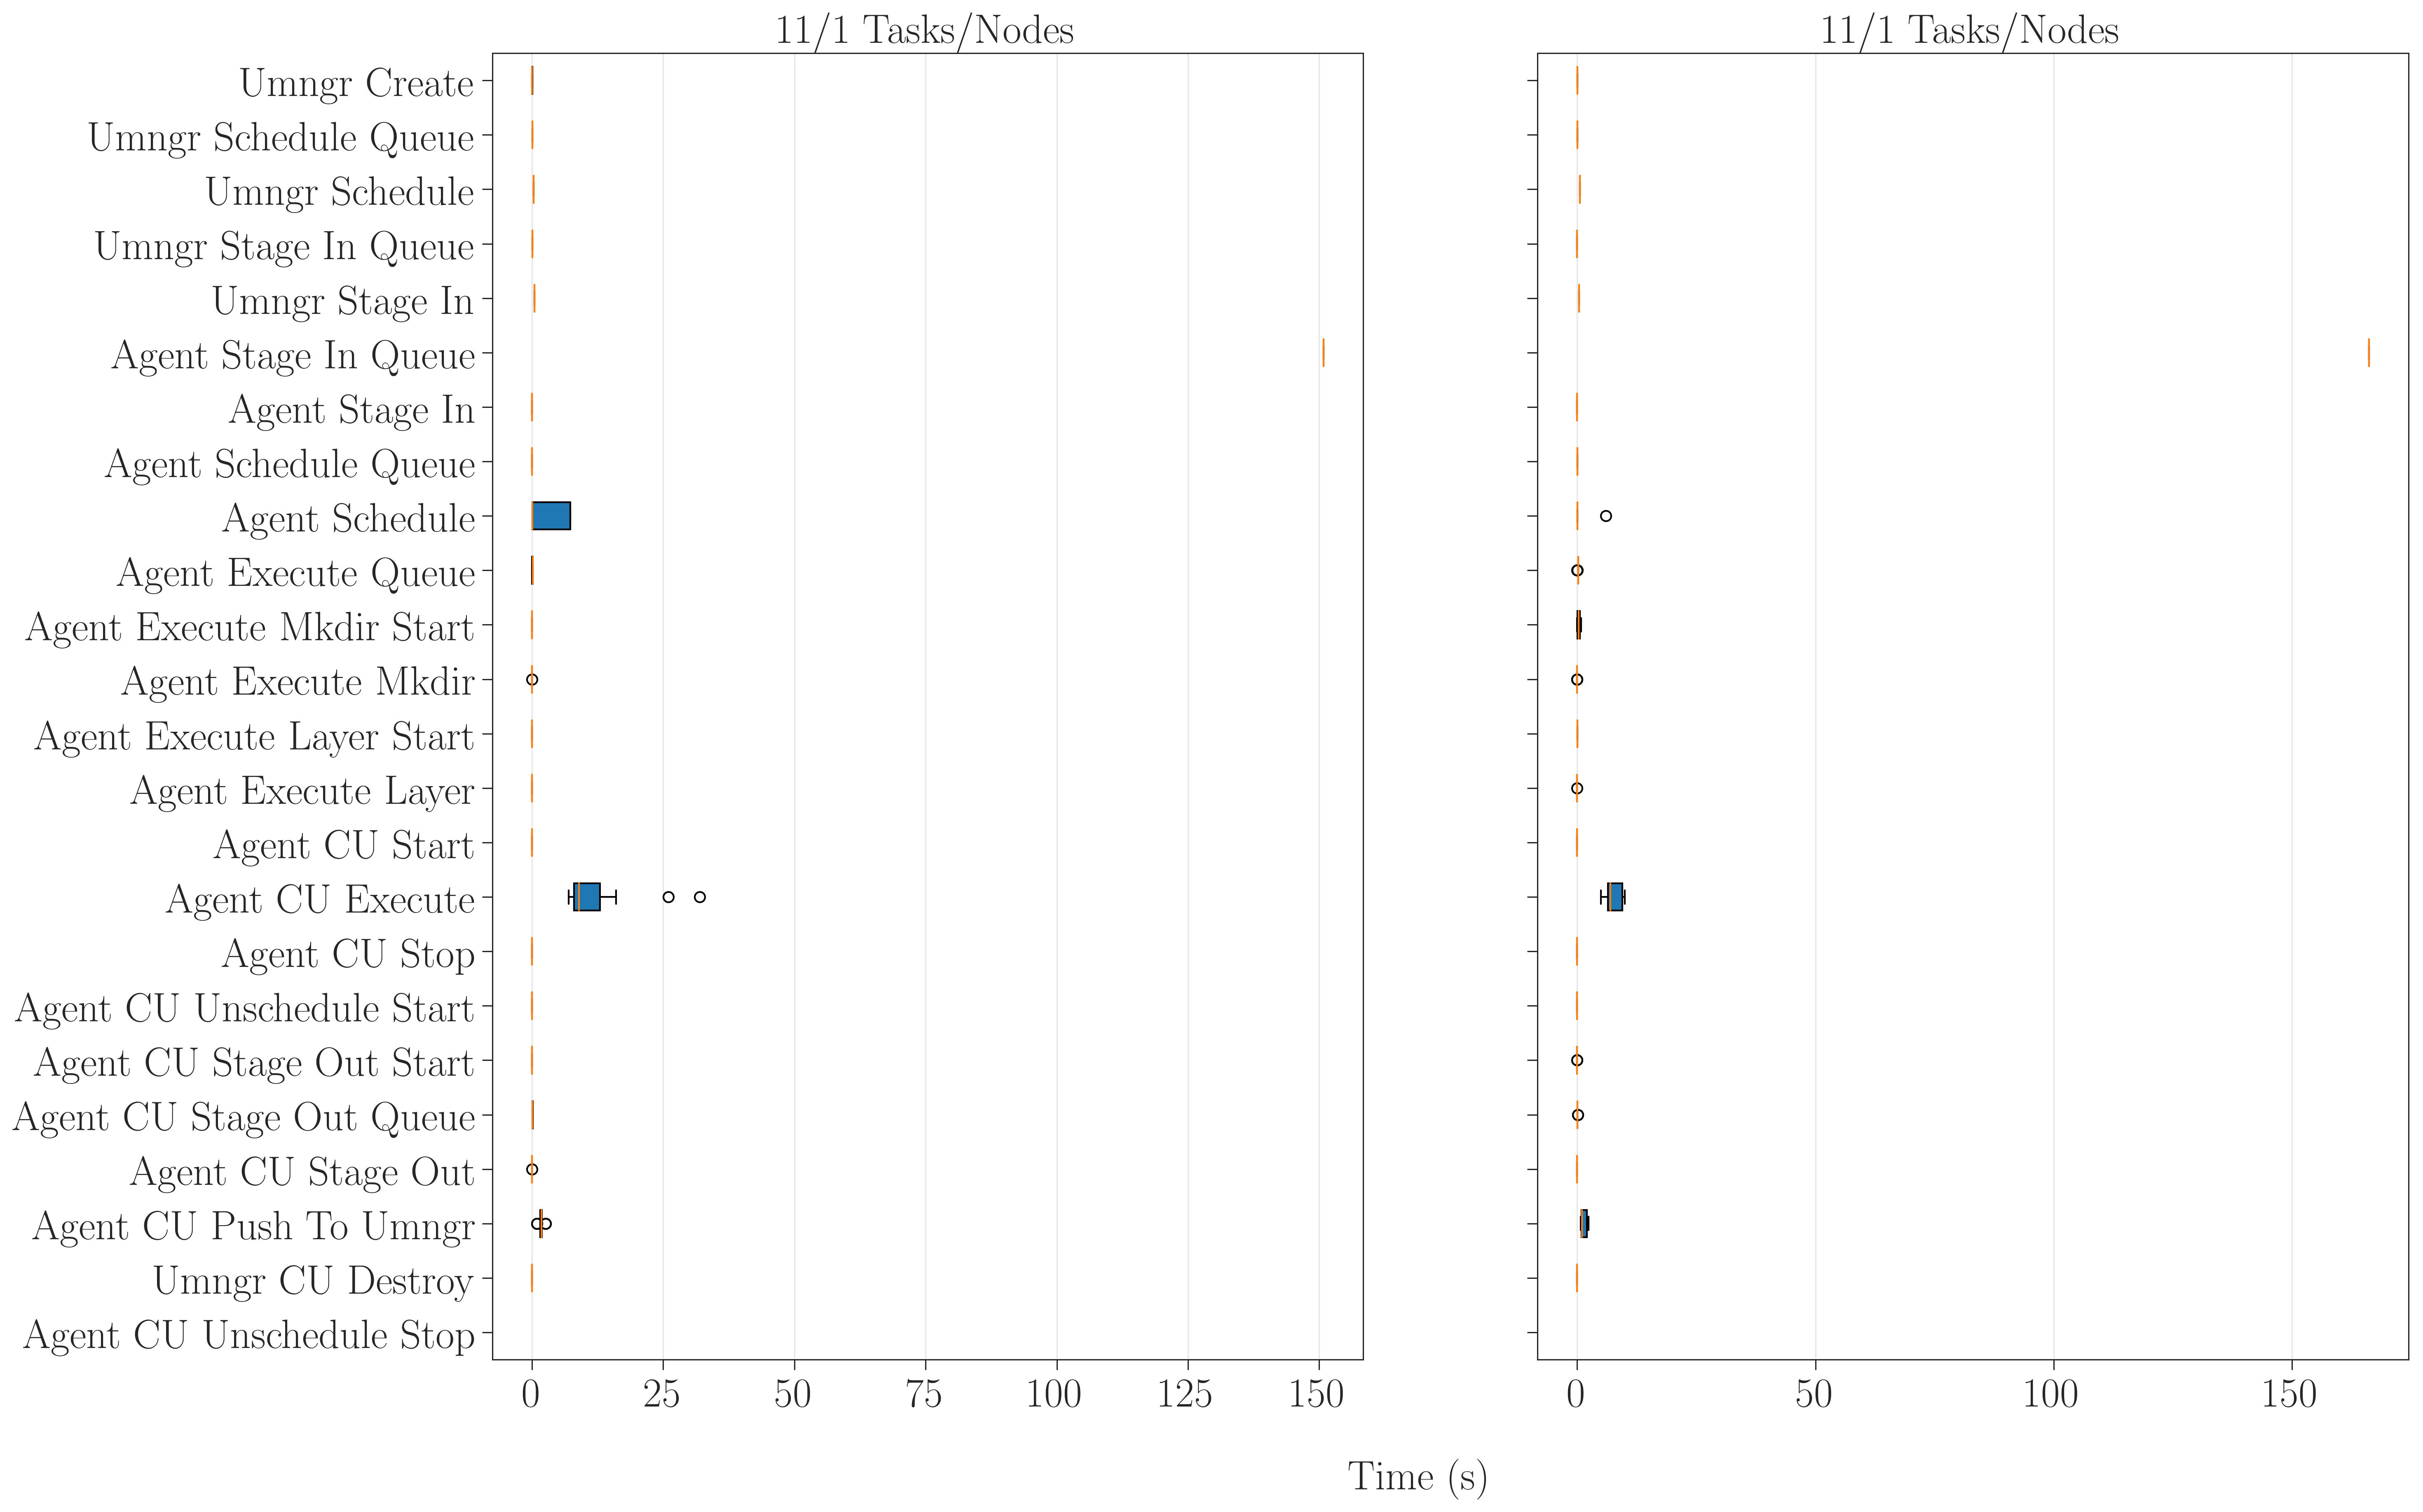 11/1 Tasks/Nodes
11/1 Tasks/Nodes
Umngr Create
Umngr Schedule Queue
Umngr Schedule
Umngr Stage In Queue
Umngr Stage In
Agent Stage In Queue
Agent Stage In
Agent Schedule Queue
Agent Schedule
Agent Execute Queue
Agent Execute Mkdir Start
Agent Execute Mkdir
Agent Execute Layer Start
Agent Execute Layer
Agent CU Start
Agent CU Execute
Agent CU Stop
Agent CU Unschedule Start
Agent CU Stage Out Start
Agent CU Stage Out Queue
Agent CU Stage Out
Agent CU Push To Umngr
Umngr CU Destroy
Agent CU Unschedule Stop
0 25 50 75 100 125 150
0 50 100 150
Time (s)